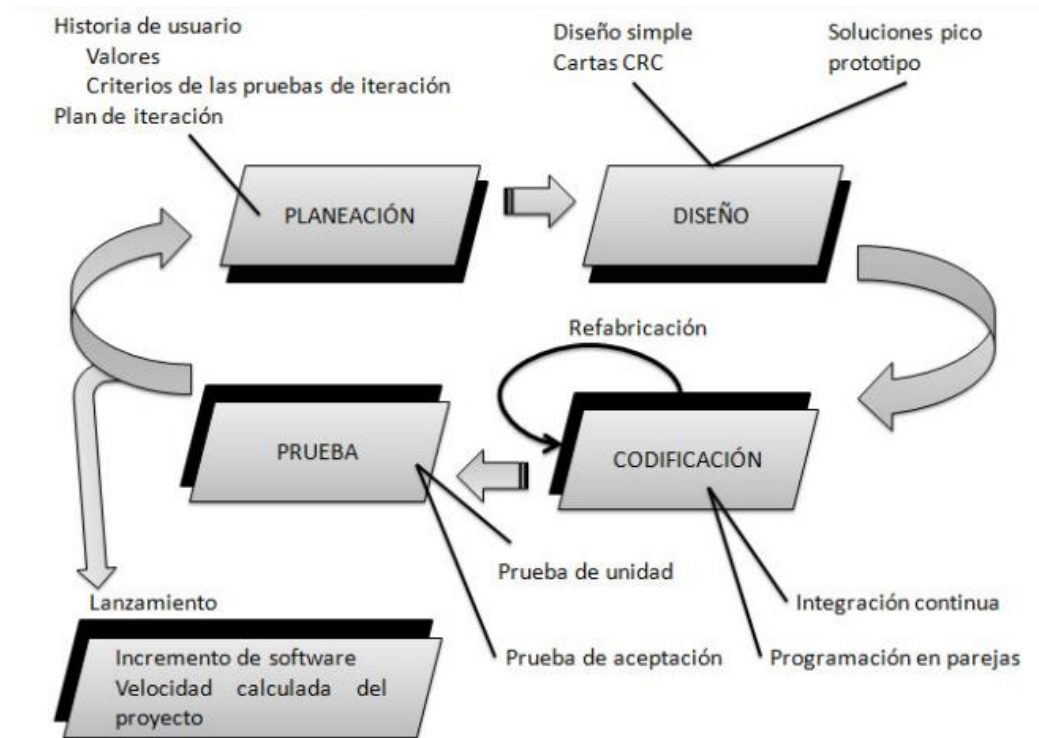 Historia de usuario
Valores
Criterios de las pruebas de iteración
Plan de iteración
Diseño simple
Cartas CRC
Soluciones pico
prototipo
PLANEACIÓN
DISEÑO
Refabricación
PRUEBA
CODIFICACIÓN
Prueba de unidad
Prueba de aceptación
Integración continua
Programación en parejas
Lanzamiento
Incremento de software
Velocidad calculada del
proyecto